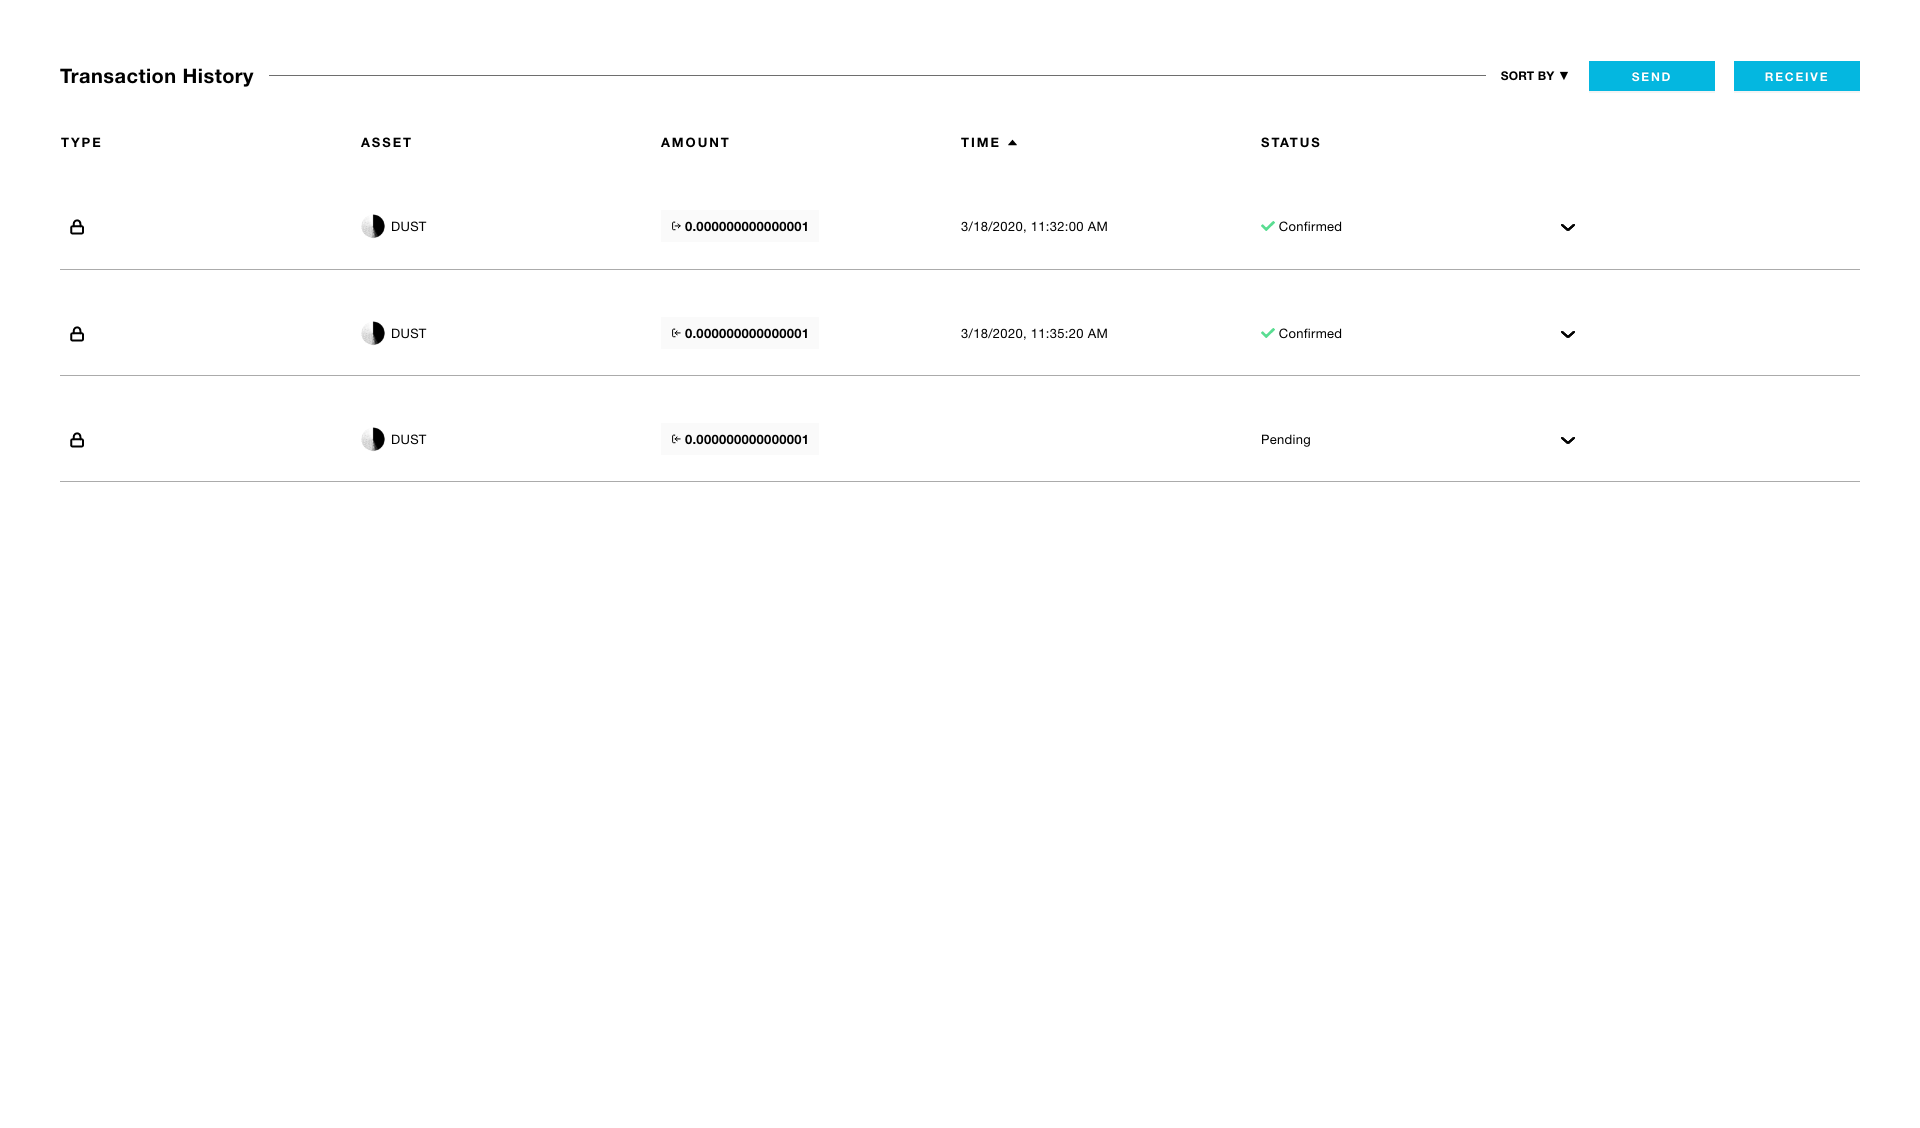 Transaction History SORT BY ▼ SEND RECEIVE
TYPE ASSET AMOUNT TIME ▲ STATUS
DUST 0.000000000000001 3/18/2020, 11:32:00 AM Confirmed
DUST 0.000000000000001 3/18/2020, 11:35:20 AM Confirmed
DUST 0.000000000000001 Pending